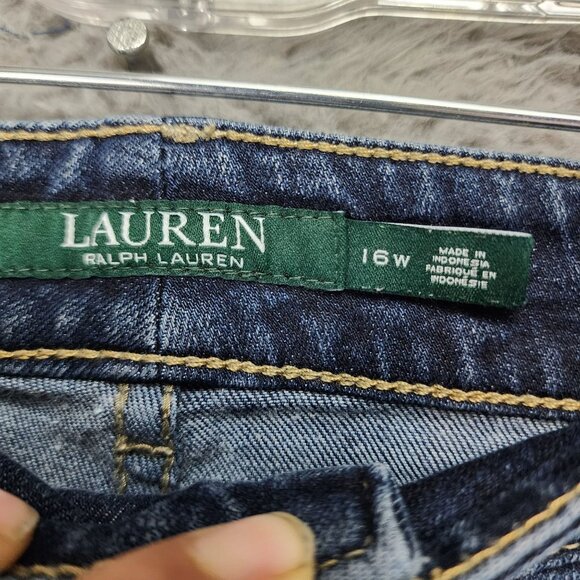 LAUREN
RALPH LAUREN
16W
MADE IN
INDONESIA
FABRIQUÉ EN
INDONÉSIE